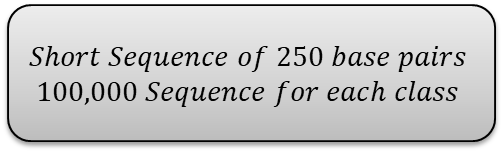 Short Sequence of 250 base pairs
100,000 Sequence for each class